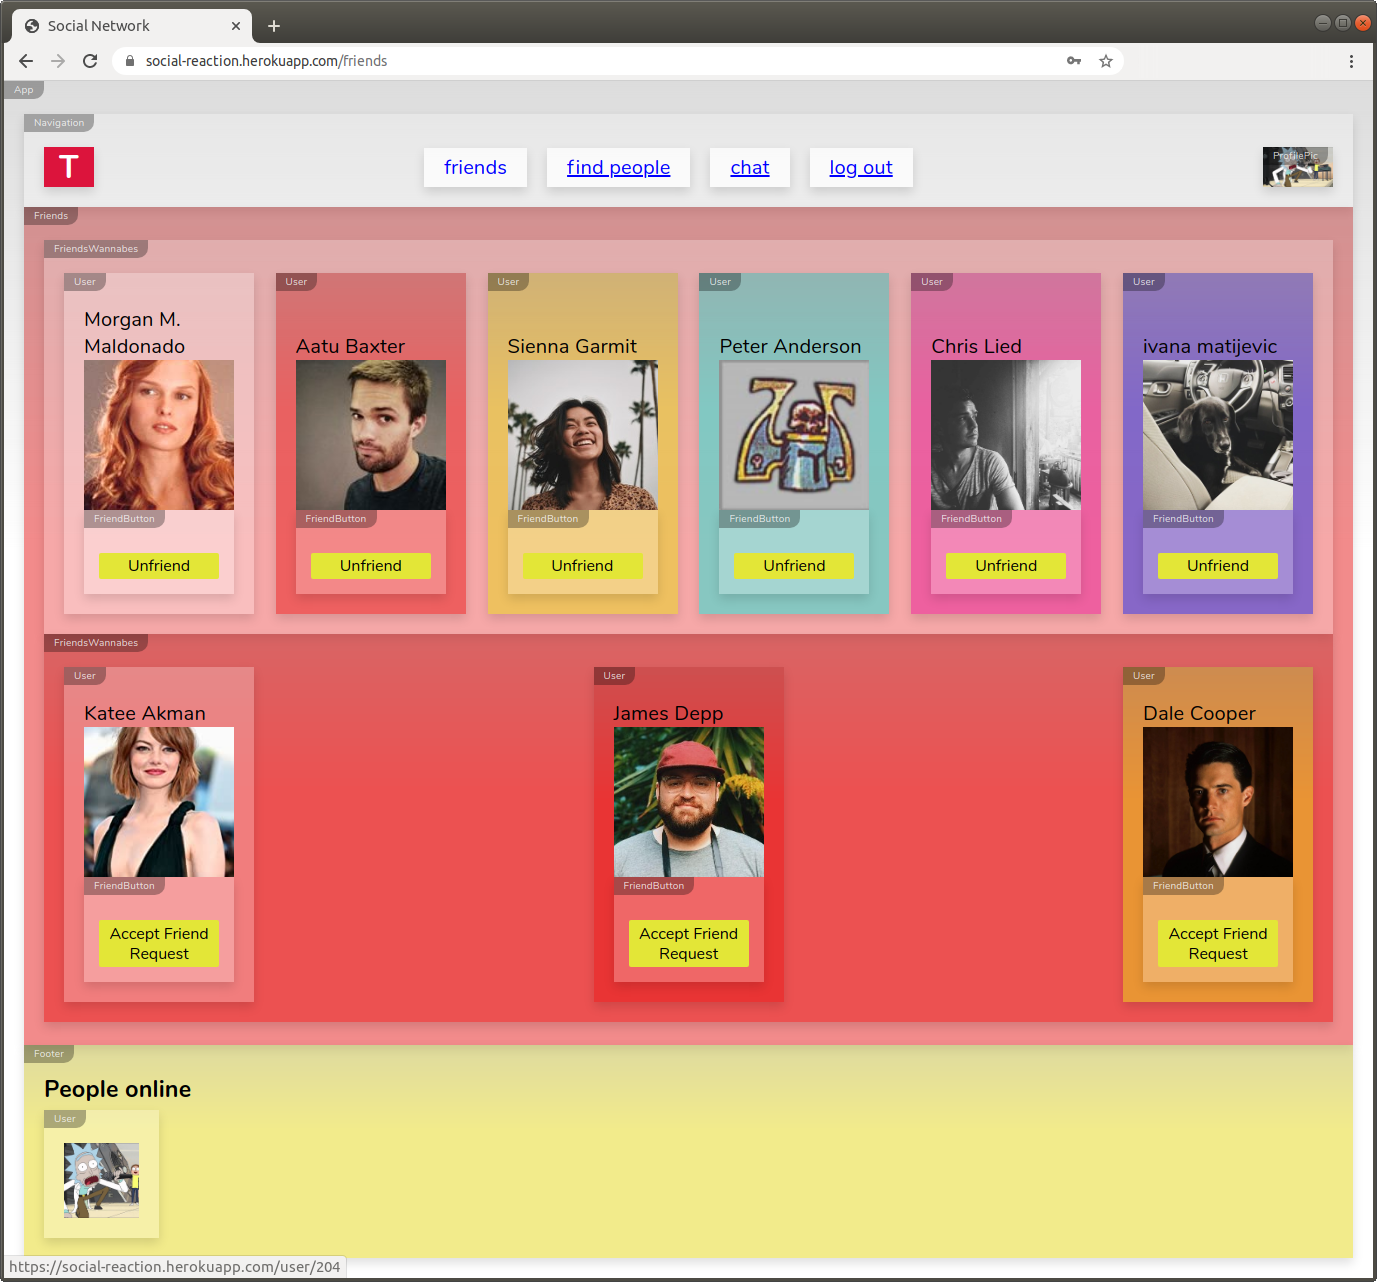 Social Network
social-reaction.herokuapp.com/friends
App
Navigation
T
friends
find people
chat
log out
ProfilePic
Friends
FriendsWannabes
User
Morgan M.
Maldonado
FriendButton
Unfriend
User
Aatu Baxter
FriendButton
Unfriend
User
Sienna Garmit
FriendButton
Unfriend
User
Peter Anderson
FriendButton
Unfriend
User
Chris Lied
FriendButton
Unfriend
User
ivana matijevic
FriendButton
Unfriend
FriendsWannabes
User
Katee Akman
FriendButton
Accept Friend
Request
User
James Depp
FriendButton
Accept Friend
Request
User
Dale Cooper
FriendButton
Accept Friend
Request
Footer
People online
User
https://social-reaction.herokuapp.com/user/204